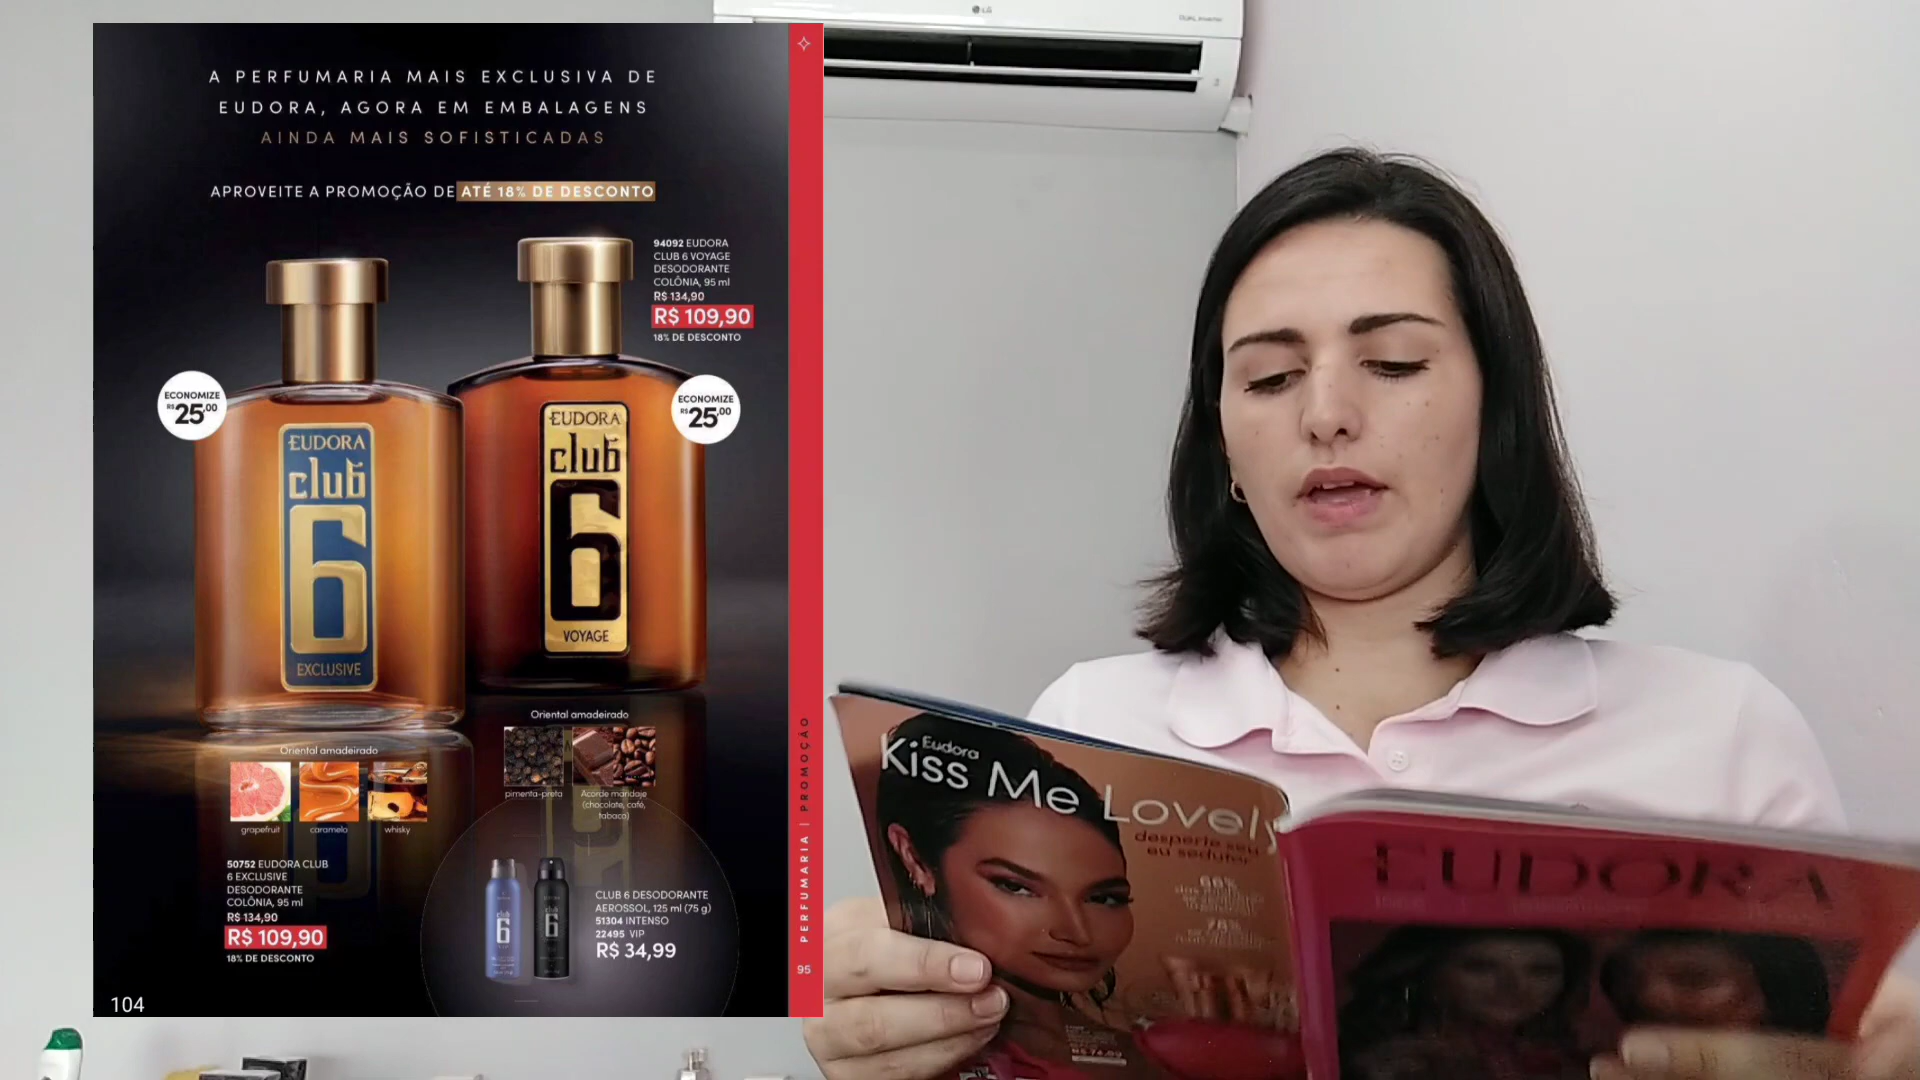 A PERFUMARIA MAIS EXCLUSIVA DE
EUDORA, AGORA EM EMBALAGENS
AINDA MAIS SOFISTICADAS
APROVEITE A PROMOÇÃO DE ATÉ 18% DE DESCONTO
94092 EUDORA
CLUB 6 VOYAGE
DESODORANTE
COLÔNIA, 95 ml
R$ 134,90
R$ 109,90
18% DE DESCONTO
ECONOMIZE
R$ 25,00
ECONOMIZE
R$ 25,00
EUDORA
club
6
EXCLUSIVE
EUDORA
club
6
VOYAGE
Oriental amadeirado
grapefruit
caramelo
whisky
Oriental amadeirado
pimenta-preta
Acorde maridaje
(chocolate, café,
tabaco)
50752 EUDORA CLUB
6 EXCLUSIVE
DESODORANTE
COLÔNIA, 95 ml
R$ 134,90
R$ 109,90
18% DE DESCONTO
club
6
club
6
CLUB 6 DESODORANTE
AEROSSOL, 125 ml (75 g)
51304 INTENSO
22495 VIP
R$ 34,99
PERFUMARIA | PROMOÇÃO
95
104
LG
Eudora
Kiss Me Lovely
desperte seu
eu sedutor
EUDORA